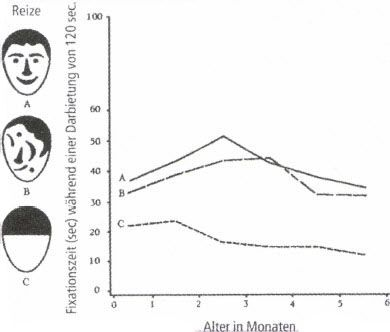 Reize
A
B
C
Fixationszeit (sec) während einer Darbietung von 120 sec.
100
60
50
40
30
20
10
0
A
B
C
0 1 2 3 4 5 6
Alter in Monaten